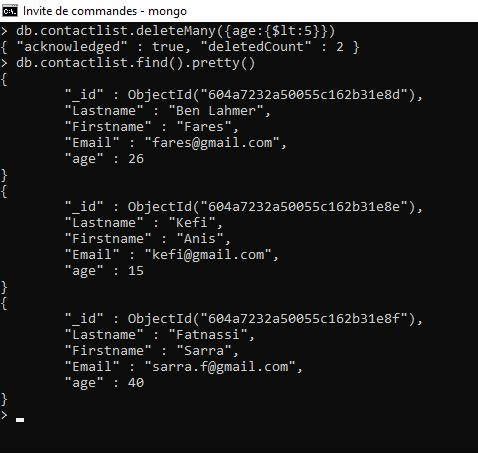 Invite de commandes - mongo
> db.contactlist.deleteMany({age:{$lt:5}})
{ "acknowledged" : true, "deletedCount" : 2 }
> db.contactlist.find().pretty()
{
        "_id" : ObjectId("604a7232a50055c162b31e8d"),
        "Lastname" : "Ben Lahmer",
        "Firstname" : "Fares",
        "Email" : "fares@gmail.com",
        "age" : 26
}
{
        "_id" : ObjectId("604a7232a50055c162b31e8e"),
        "Lastname" : "Kefi",
        "Firstname" : "Anis",
        "Email" : "kefi@gmail.com",
        "age" : 15
}
{
        "_id" : ObjectId("604a7232a50055c162b31e8f"),
        "Lastname" : "Fatnassi",
        "Firstname" : "Sarra",
        "Email" : "sarra.f@gmail.com",
        "age" : 40
}
>